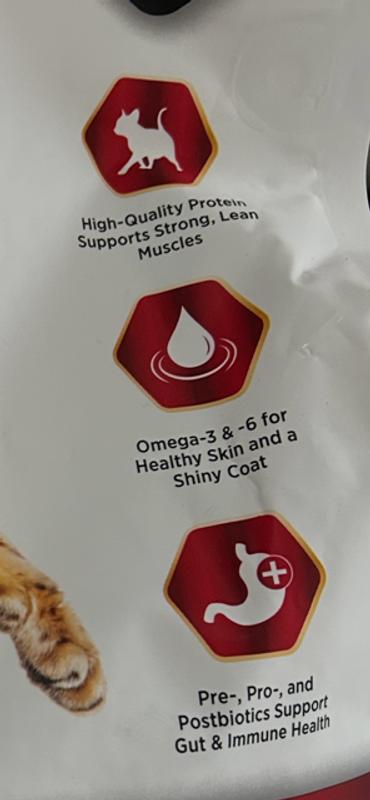 High-Quality Protein
Supports Strong, Lean
Muscles
Omega-3 & -6 for
Healthy Skin and a
Shiny Coat
Pre-, Pro-, and
Postbiotics Support
Gut & Immune Health